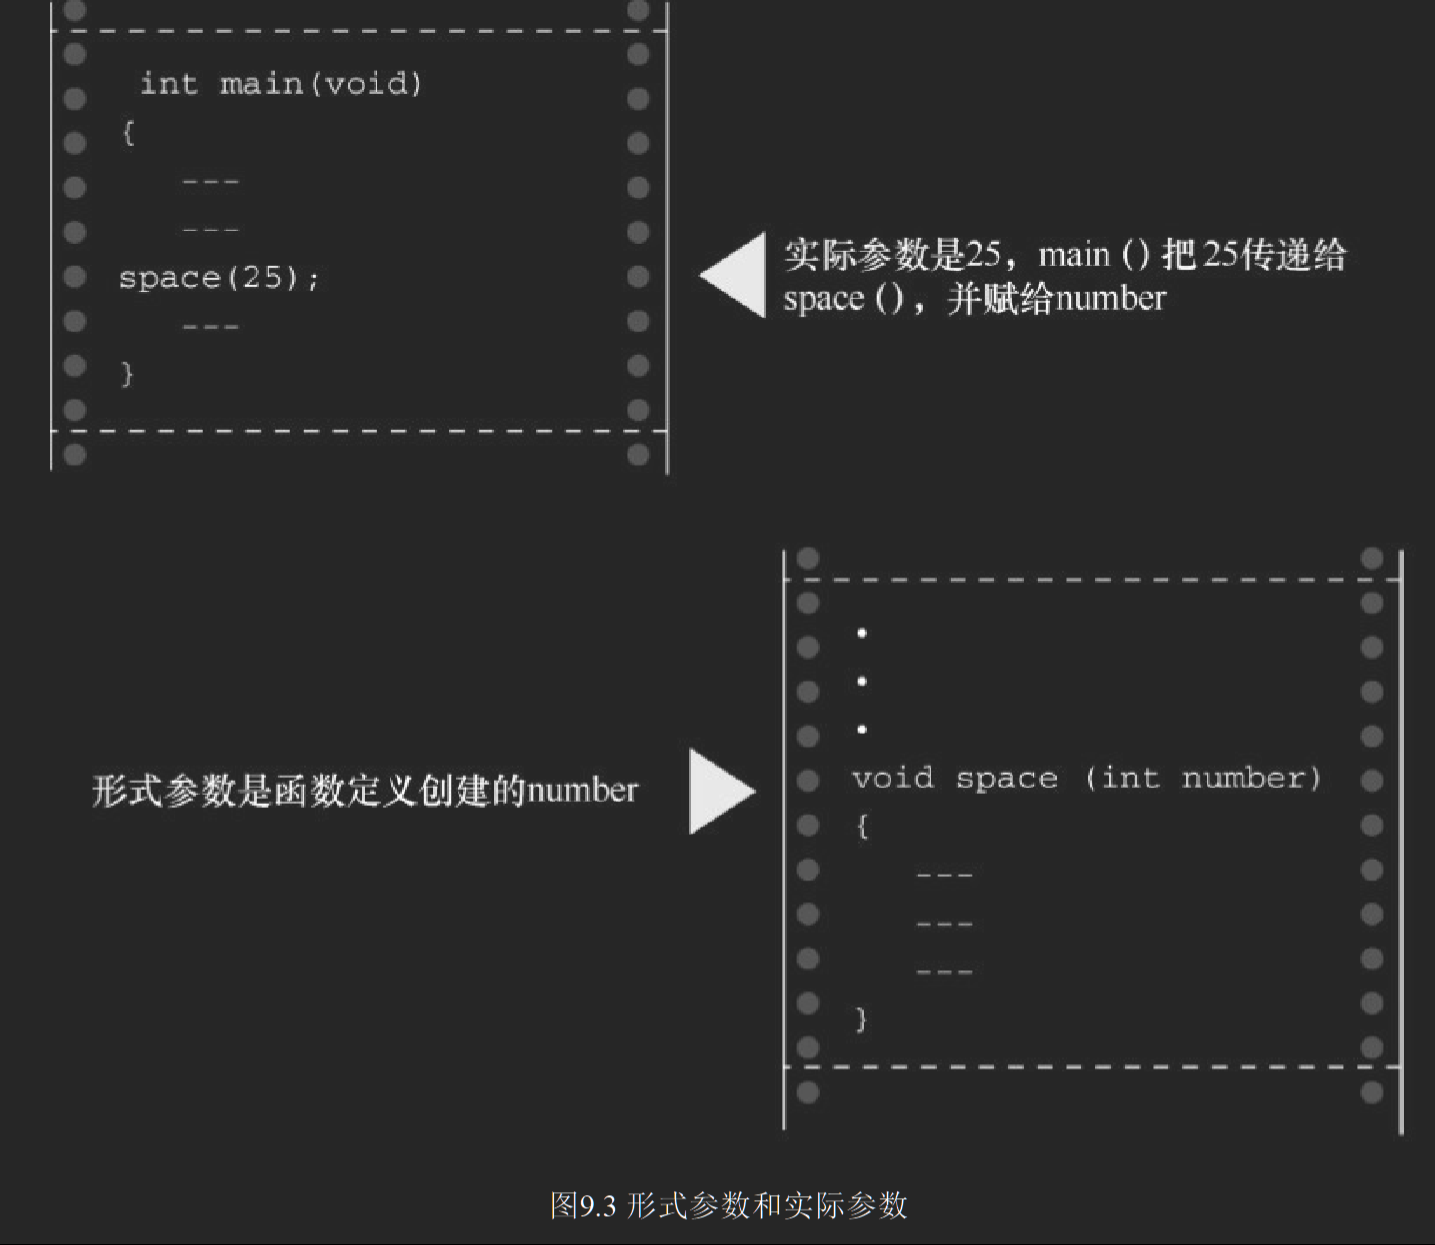 int main(void)
{
---
---
space(25);
---
}
实际参数是25，main（）把25传递给
space（），并赋给number
形式参数是函数定义创建的number
void space (int number)
{
---
---
---
}
图9.3 形式参数和实际参数